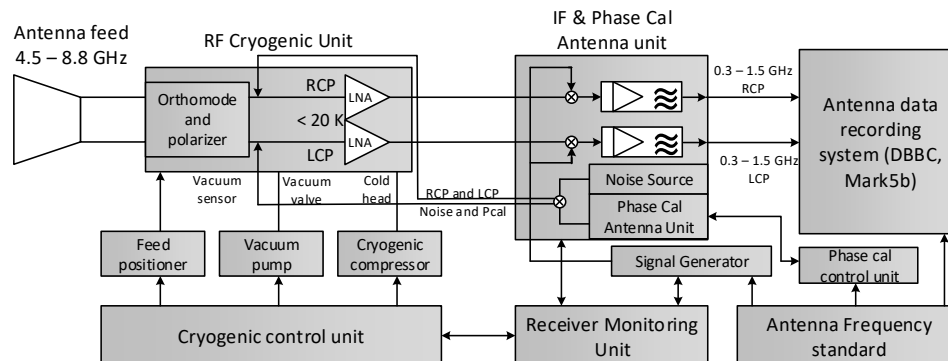 Antenna feed
4.5 – 8.8 GHz
RF Cryogenic Unit
IF & Phase Cal
Antenna unit
Orthomode
and
polarizer
RCP
LNA
< 20 K
LNA
LCP
0.3 – 1.5 GHz
RCP
0.3 – 1.5 GHz
LCP
Antenna data
recording
system (DBBC,
Mark5b)
Vacuum
sensor
Vacuum
valve
Cold
head
RCP and LCP
Noise and Pcal
Noise Source
Phase Cal
Antenna Unit
Feed
positioner
Vacuum
pump
Cryogenic
compressor
Signal Generator
Phase cal
control unit
Cryogenic control unit
Receiver Monitoring
Unit
Antenna Frequency
standard